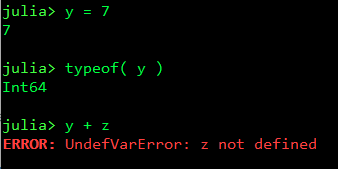 julia> y = 7
7
julia> typeof( y )
Int64
julia> y + z
ERROR: UndefVarError: z not defined